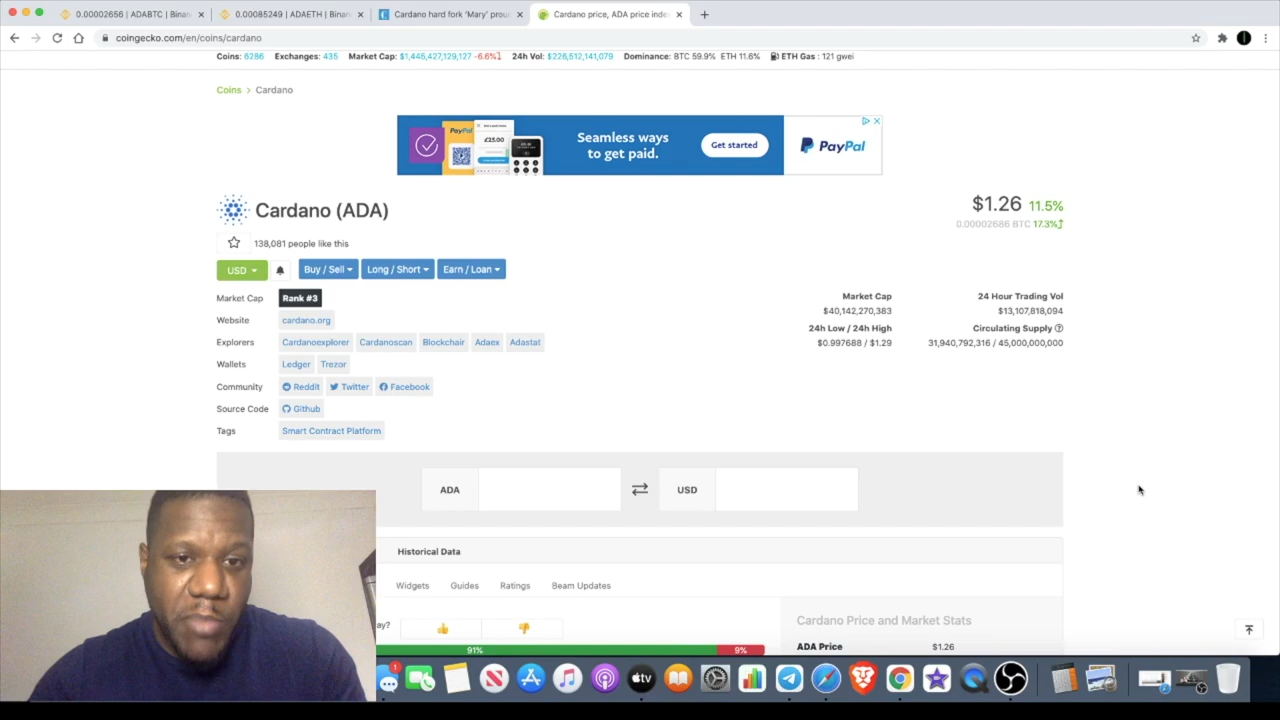 0.00002656 | ADABTC | Binan
0.00085249 | ADAETH | Binan
Cardano hard fork 'Mary' prou
Cardano price, ADA price inde
coingecko.com/en/coins/cardano
Coins: 6286 Exchanges: 435 Market Cap: $1,445,427,129,127 -6.6% 24h Vol: $226,512,141,079 Dominance: BTC 59.9% ETH 11.6% ETH Gas: 121 gwei
Coins > Cardano
PayPal
£25.00
Seamless ways
to get paid.
Get started
PayPal
Cardano (ADA)
$1.26 11.5%
0.00002686 BTC 17.3%
138,081 people like this
USD
Buy / Sell
Long / Short
Earn / Loan
Market Cap Rank #3
Website cardano.org
Explorers Cardanoexplorer Cardanoscan Blockchair Adaex Adastat
Wallets Ledger Trezor
Community Reddit Twitter Facebook
Source Code Github
Tags Smart Contract Platform
Market Cap
$40,142,270,383
24 Hour Trading Vol
$13,107,818,094
24h Low / 24h High
$0.997688 / $1.29
Circulating Supply
31,940,792,316 / 45,000,000,000
ADA
USD
Historical Data
Widgets Guides Ratings Beam Updates
ay?
91% 9%
Cardano Price and Market Stats
ADA Price $1.26
1
tv